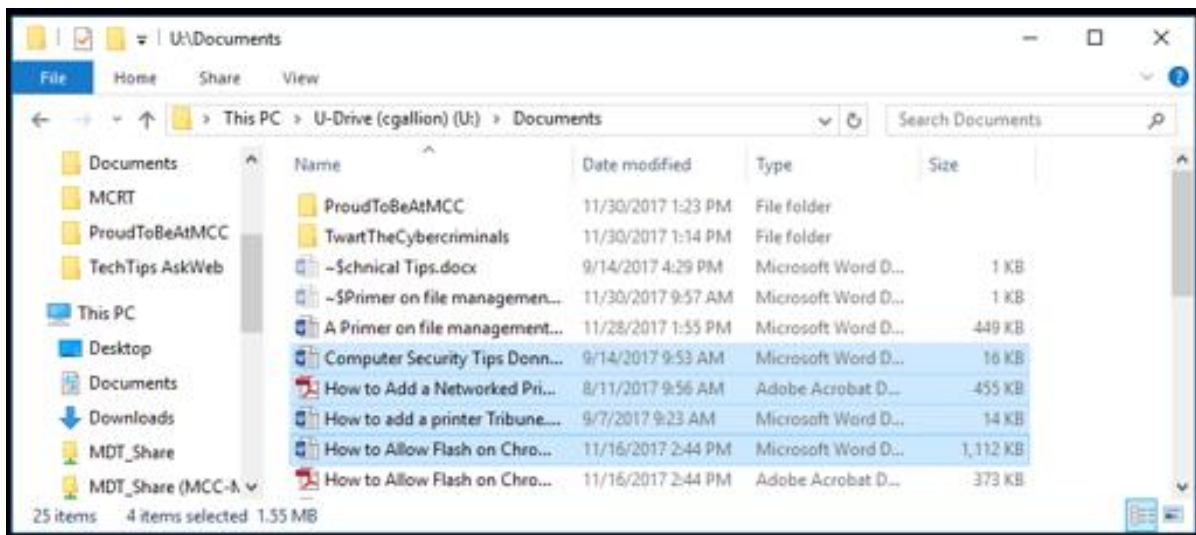 U:\Documents
File Home Share View
This PC > U-Drive (cgallion) (U:) > Documents Search Documents
Documents
MCRT
ProudToBeAtMCC
TechTips AskWeb
This PC
Desktop
Documents
Downloads
MDT_Share
MDT_Share (MCC-
Name Date modified Type Size
ProudToBeAtMCC 11/30/2017 1:23 PM File folder
TwartTheCybercriminals 11/30/2017 1:14 PM File folder
~$chnical Tips.docx 9/14/2017 4:29 PM Microsoft Word D... 1 KB
~$Primer on file managemen... 11/30/2017 9:57 AM Microsoft Word D... 1 KB
A Primer on file management... 11/28/2017 1:55 PM Microsoft Word D... 449 KB
Computer Security Tips Donn... 9/14/2017 9:53 AM Microsoft Word D... 16 KB
How to Add a Networked Pri... 8/11/2017 9:56 AM Adobe Acrobat D... 455 KB
How to add a printer Tribune.... 9/7/2017 9:23 AM Microsoft Word D... 14 KB
How to Allow Flash on Chro... 11/16/2017 2:44 PM Microsoft Word D... 1,112 KB
How to Allow Flash on Chro... 11/16/2017 2:44 PM Adobe Acrobat D... 373 KB
25 items 4 items selected 1.55 MB